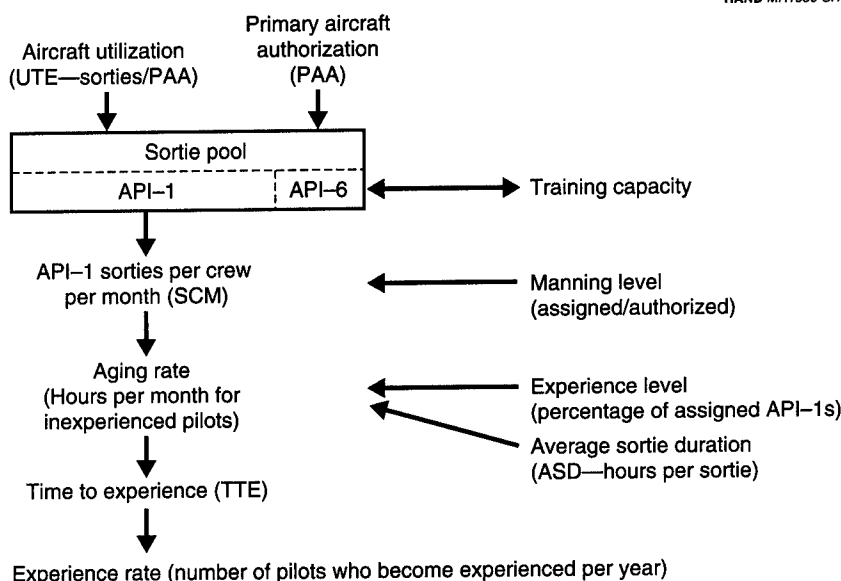 Primary aircraft
authorization
(PAA)
Aircraft utilization
(UTE—sorties/PAA)
Sortie pool
API–1
API–6
Training capacity
API–1 sorties per crew
per month (SCM)
Manning level
(assigned/authorized)
Aging rate
(Hours per month for
inexperienced pilots)
Experience level
(percentage of assigned API–1s)
Average sortie duration
(ASD—hours per sortie)
Time to experience (TTE)
Experience rate (number of pilots who become experienced per year)